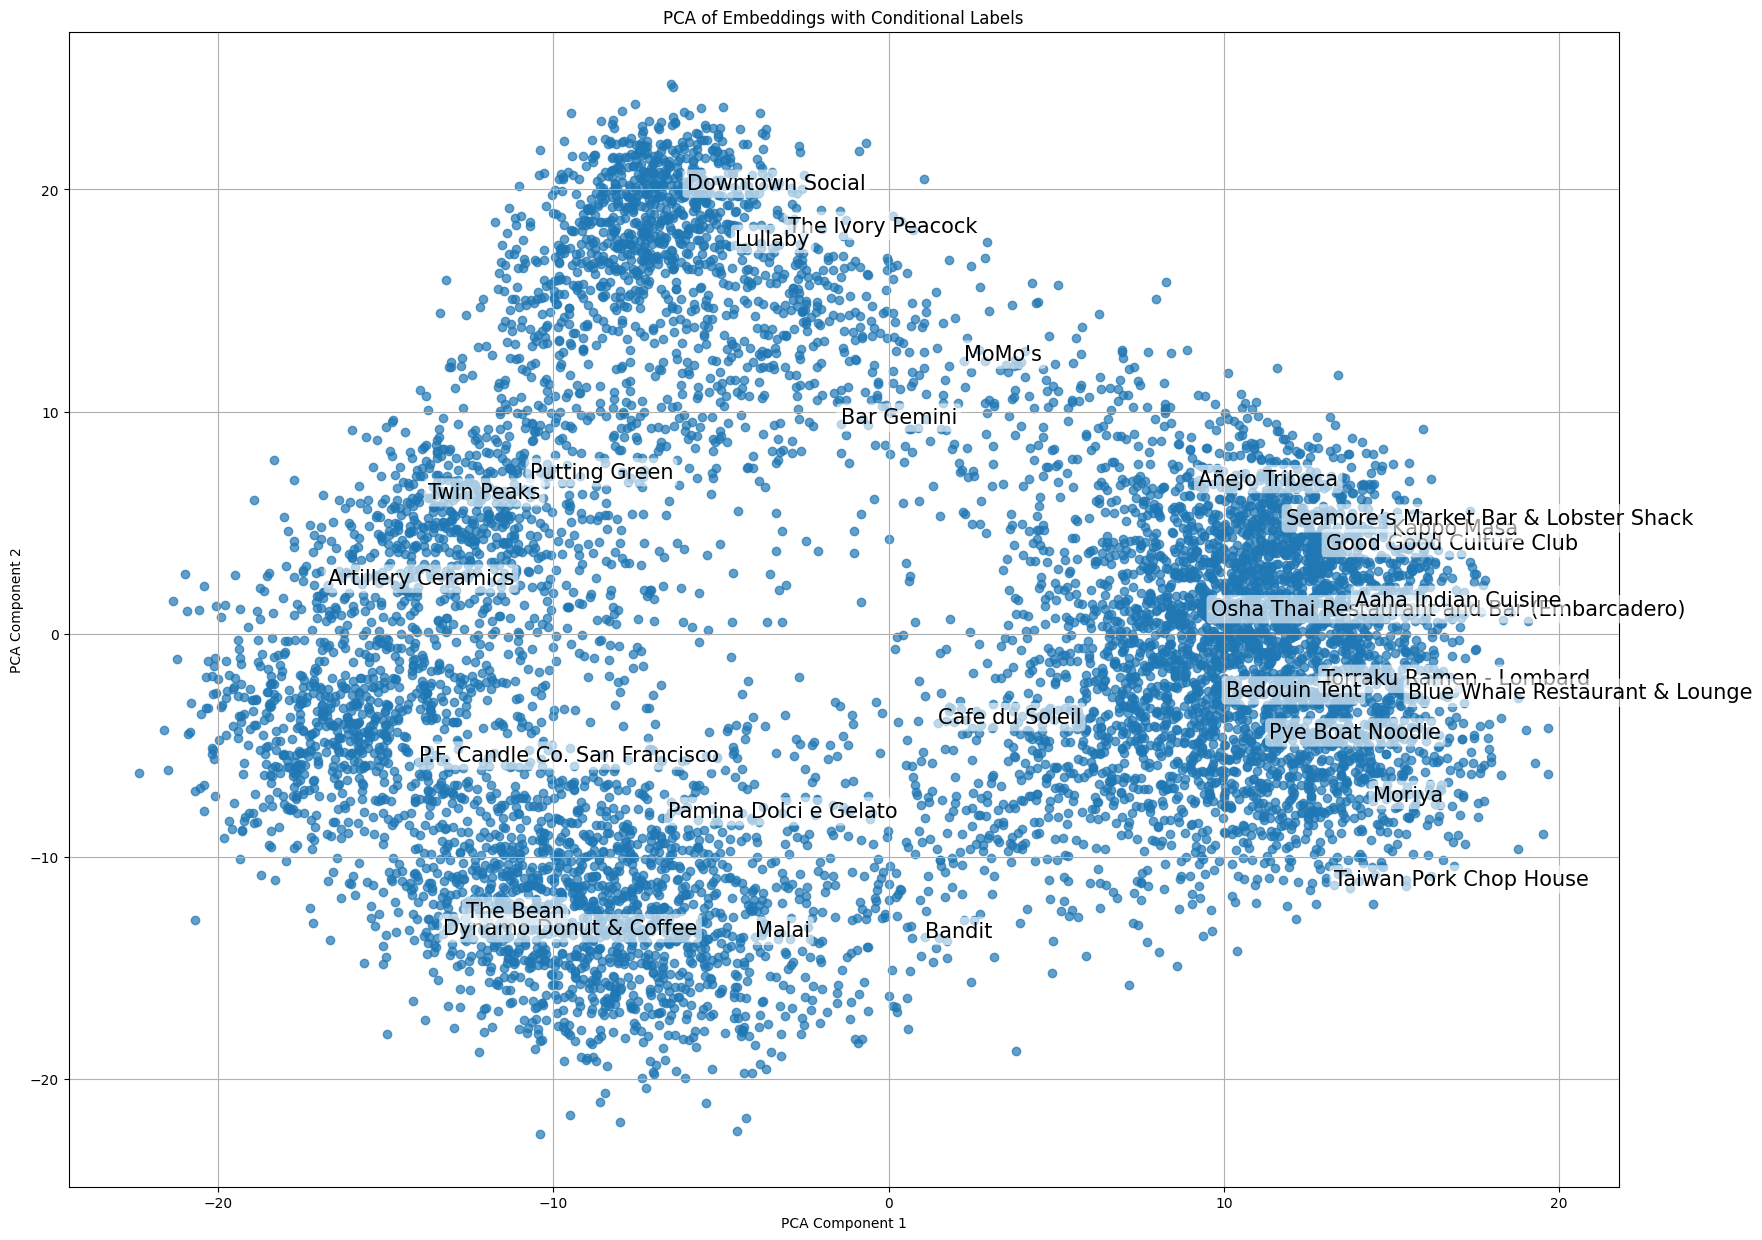 PCA of Embeddings with Conditional Labels
PCA Component 2
20
10
0
−10
−20
Downtown Social
The Ivory Peacock
Lullaby
MoMo's
Bar Gemini
Putting Green
Twin Peaks
Añejo Tribeca
Seamore’s Market Bar & Lobster Shack
Kappo Masa
Good Good Culture Club
Artillery Ceramics
Aaha Indian Cuisine
Osha Thai Restaurant and Bar (Embarcadero)
Torraku Ramen - Lombard
Bedouin Tent
Blue Whale Restaurant & Lounge
Cafe du Soleil
Pye Boat Noodle
P.F. Candle Co. San Francisco
Moriya
Pamina Dolci e Gelato
Taiwan Pork Chop House
The Bean
Dynamo Donut & Coffee
Malai
Bandit
−20
−10
0
10
20
PCA Component 1